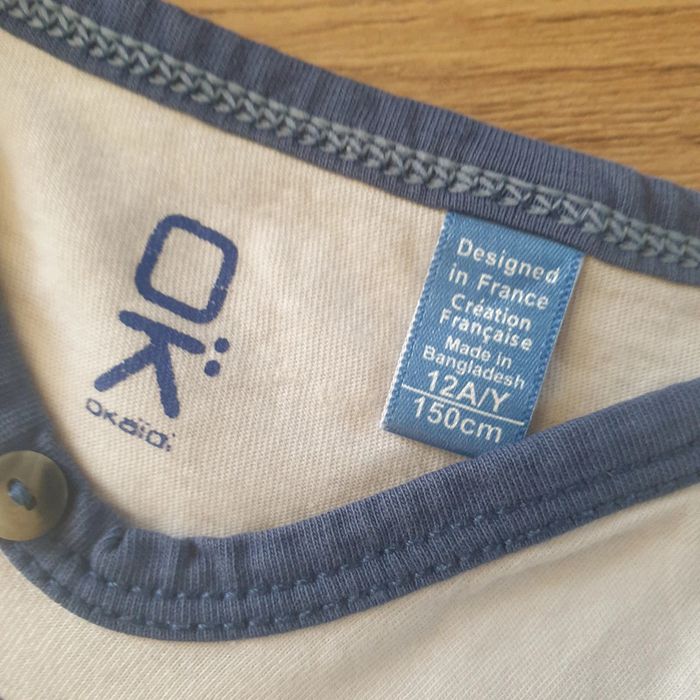 OK
OKAÏDI
Designed
in France
Création
Française
Made in
Bangladesh
12A/Y
150cm